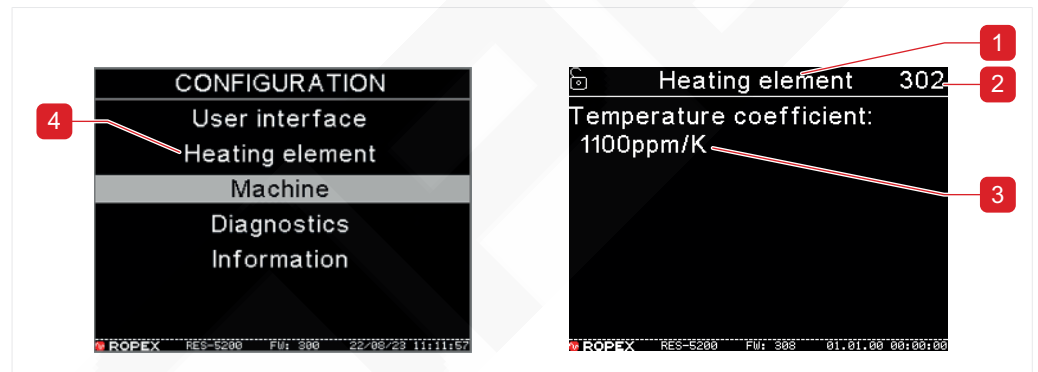 CONFIGURATION
4
User interface
Heating element
Machine
Diagnostics
Information
ROPEX RES-5200 FW: 300 22/08/23 11:11:57
1
Heating element 302
2
Temperature coefficient:
1100ppm/K
3
ROPEX RES-5200 FW: 308 01.01.00 00:00:00